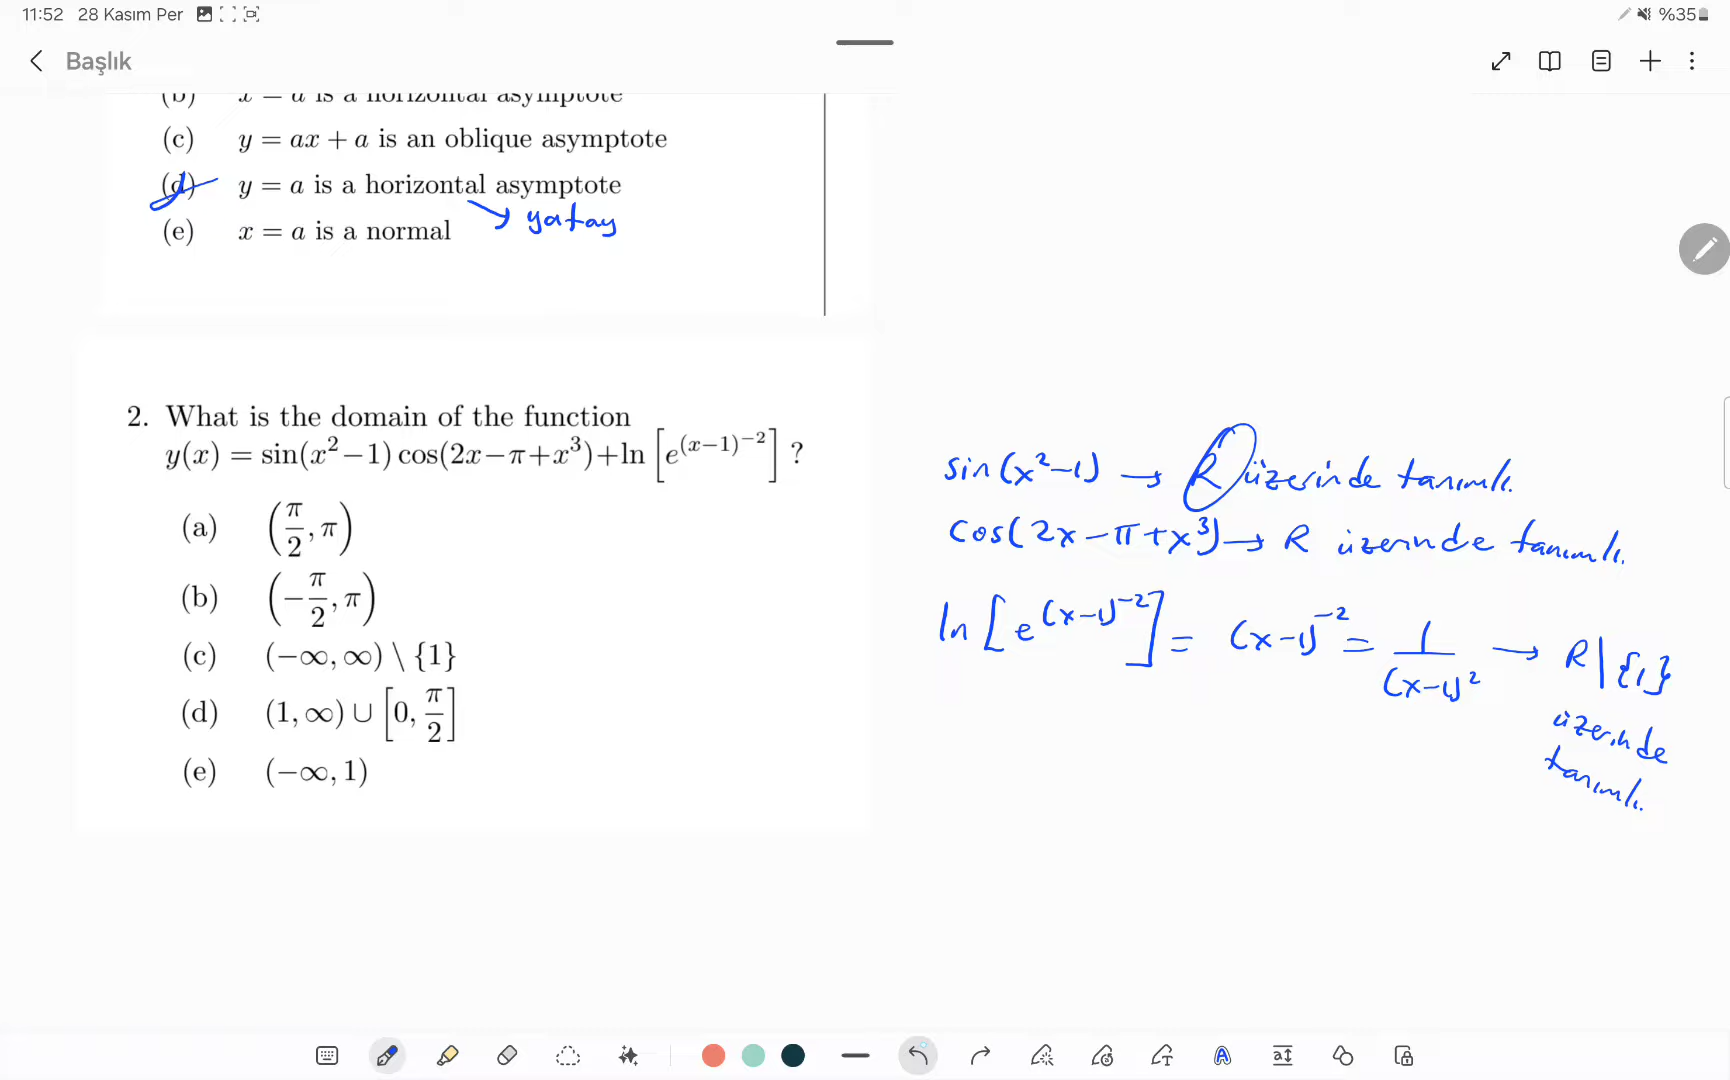 11:52 28 Kasım Per %35
Başlık
(b) x = a is a horizontal asymptote
(c) y = ax + a is an oblique asymptote
(d) y = a is a horizontal asymptote
yatay
(e) x = a is a normal
2. What is the domain of the function
y(x) = sin(x² − 1) cos(2x − π + x³) + ln [e^{(x−1)^{−2}}] ?
(a) (π/2, π)
(b) (−π/2, π)
(c) (−∞, ∞) \ {1}
(d) (1, ∞) ∪ [0, π/2]
(e) (−∞, 1)
sin(x²−1) → R üzerinde tanımlı.
cos(2x−π+x³) → R üzerinde tanımlı.
ln [e^{(x−1)^{−2}}] = (x−1)^{−2} = 1/(x−1)² → R|{1}
üzerinde
tanımlı.